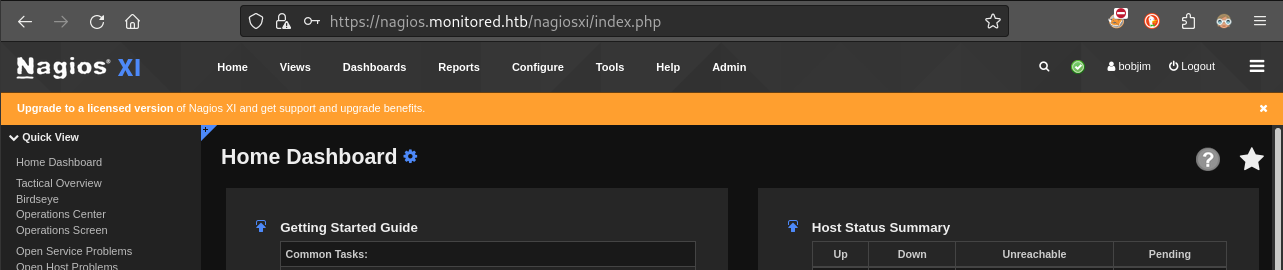 https://nagios.monitored.htb/nagiosxi/index.php
Nagios® XI Home Views Dashboards Reports Configure Tools Help Admin bobjim Logout
Upgrade to a licensed version of Nagios XI and get support and upgrade benefits.
Quick View
Home Dashboard
Tactical Overview
Birdseye
Operations Center
Operations Screen
Open Service Problems
Open Host Problems
Home Dashboard
Getting Started Guide
Common Tasks:
Host Status Summary
Up Down Unreachable Pending